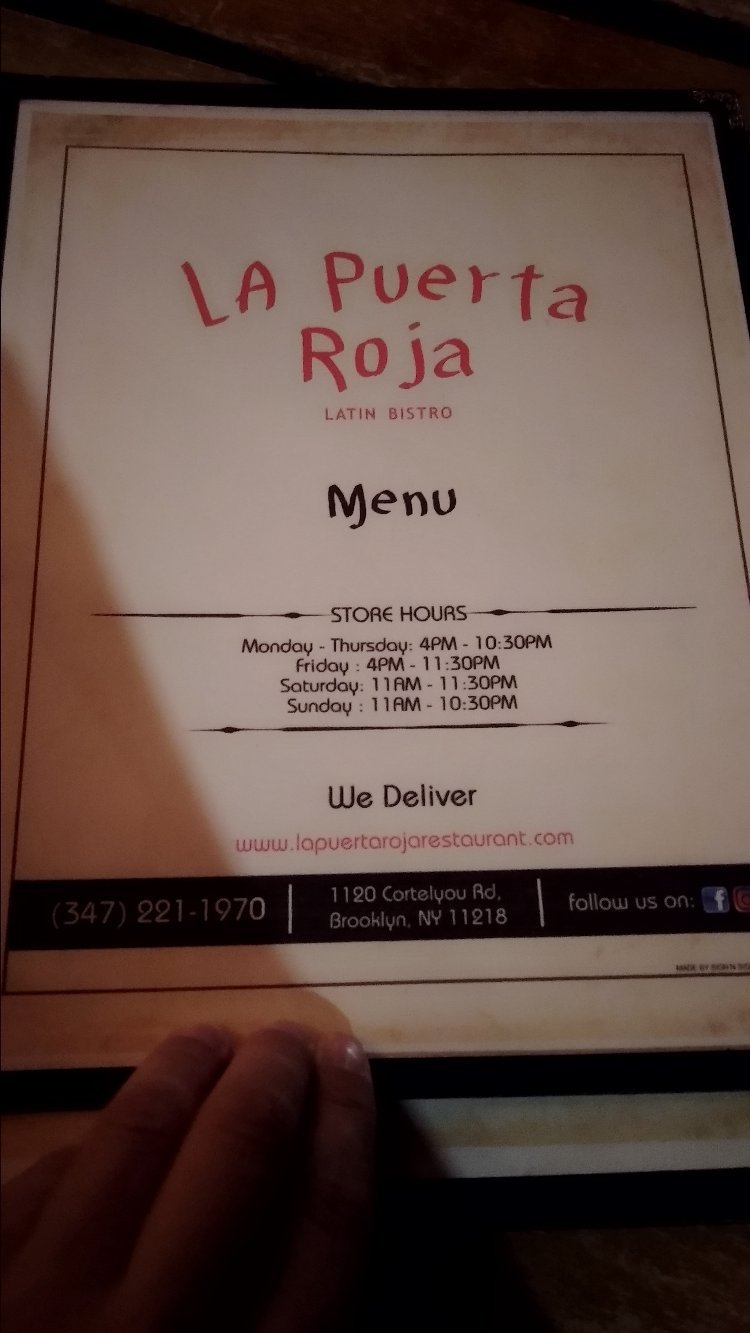 LA Puerta
Roja
LATIN BISTRO
Menu
STORE HOURS
Monday - Thursday: 4PM - 10:30PM
Friday : 4PM - 11:30PM
Saturday: 11AM - 11:30PM
Sunday : 11AM - 10:30PM
We Deliver
www.lapuertarojarestaurant.com
(347) 221-1970
1120 Cortelyou Rd,
Brooklyn, NY 11218
follow us on:
MADE BY